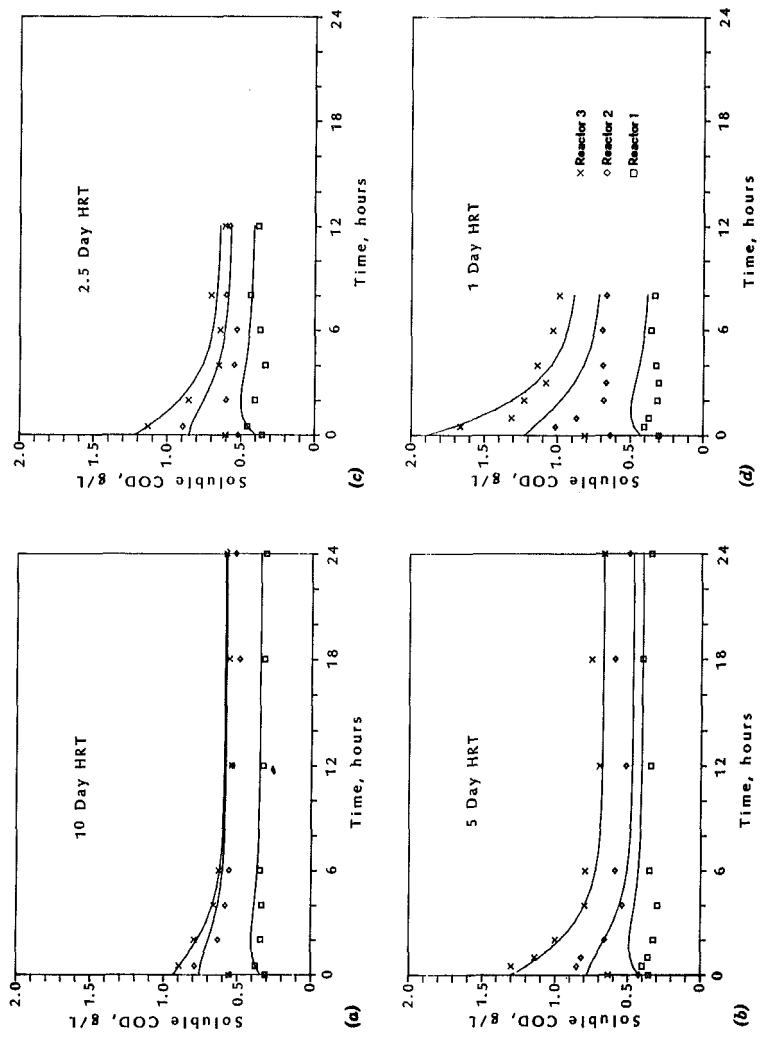 2.0
1.5
1.0
0.5
0
Soluble COD, g/L
10 Day HRT
0
6
12
18
24
Time, hours
(a)
2.0
1.5
1.0
0.5
0
Soluble COD, g/L
2.5 Day HRT
0
6
12
18
24
Time, hours
(c)
2.0
1.5
1.0
0.5
0
Soluble COD, g/L
5 Day HRT
0
6
12
18
24
Time, hours
(b)
2.0
1.5
1.0
0.5
0
Soluble COD, g/L
1 Day HRT
× Reactor 3
◇ Reactor 2
□ Reactor 1
0
6
12
18
24
Time, hours
(d)